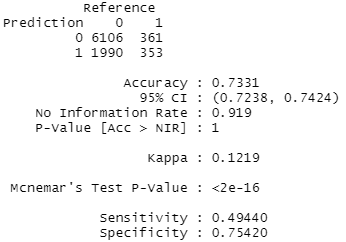 Reference
Prediction 0 1
0 6106 361
1 1990 353
Accuracy : 0.7331
95% CI : (0.7238, 0.7424)
No Information Rate : 0.919
P-Value [Acc > NIR] : 1
Kappa : 0.1219
Mcnemar's Test P-Value : <2e-16
Sensitivity : 0.49440
Specificity : 0.75420